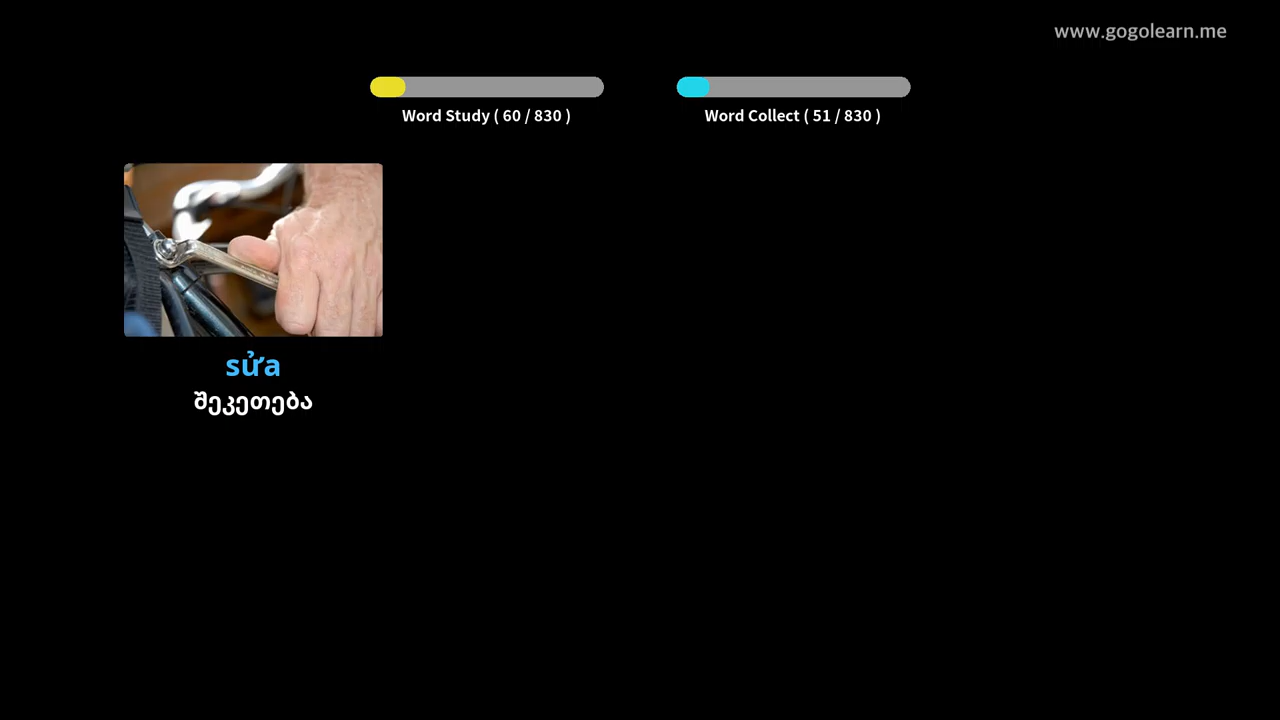 www.gogolearn.me
Word Study ( 60 / 830 )
Word Collect ( 51 / 830 )
sửa
შეკეთება